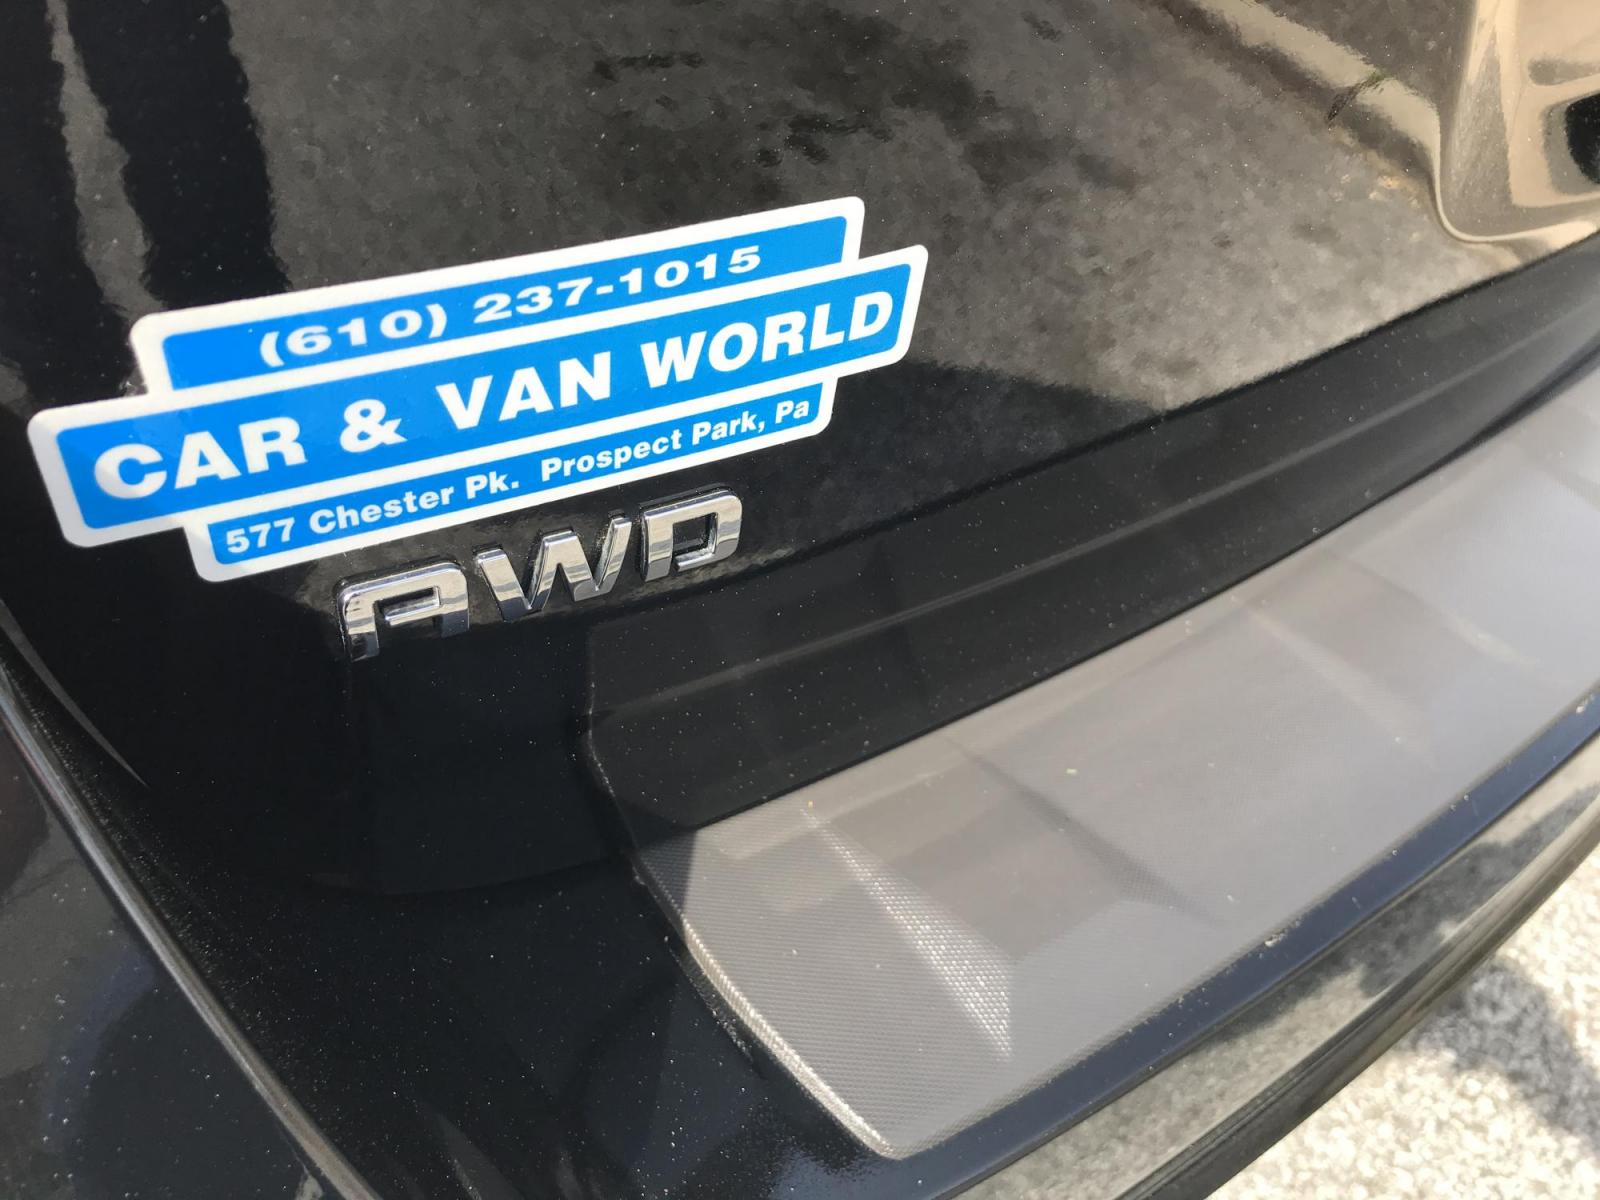 (610) 237-1015
CAR & VAN WORLD
577 Chester Pk. Prospect Park, Pa
AWD